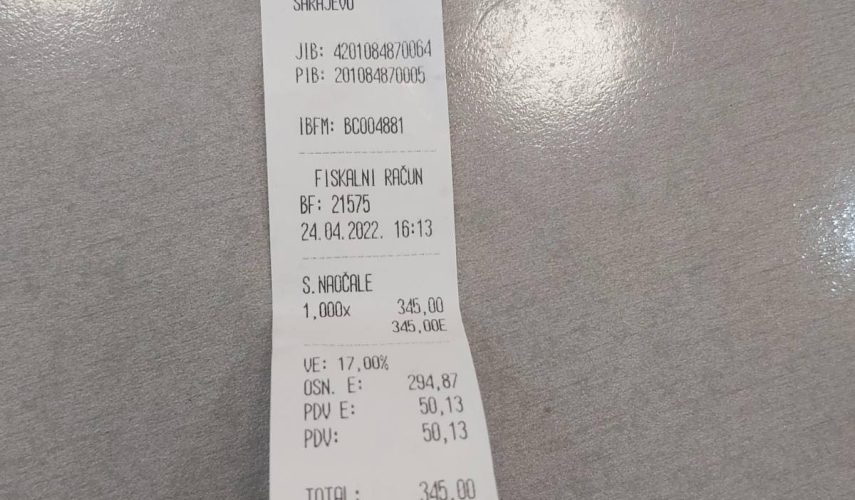 SARAJEVO
JIB: 4201084870064
PIB: 201084870005
IBFM: BC004881
FISKALNI RAČUN
BF: 21575
24.04.2022. 16:13
S.NAOČALE
1,000x 345,00
345,00E
VE: 17,00%
OSN. E: 294,87
PDV E: 50,13
PDV: 50,13
TOTAL: 345,00